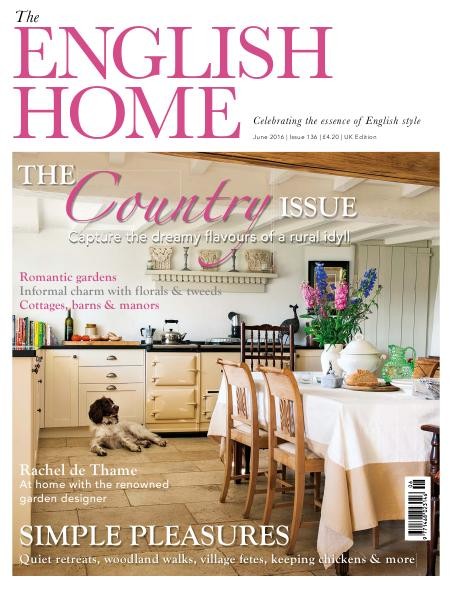 The
ENGLISH
HOME
Celebrating the essence of English style
June 2016 | Issue 136 | £4.20 | UK Edition
THE Country ISSUE
Capture the dreamy flavours of a rural idyll
Romantic gardens
Informal charm with florals & tweeds
Cottages, barns & manors
Rachel de Thame
At home with the renowned
garden designer
SIMPLE PLEASURES
Quiet retreats, woodland walks, village fetes, keeping chickens & more